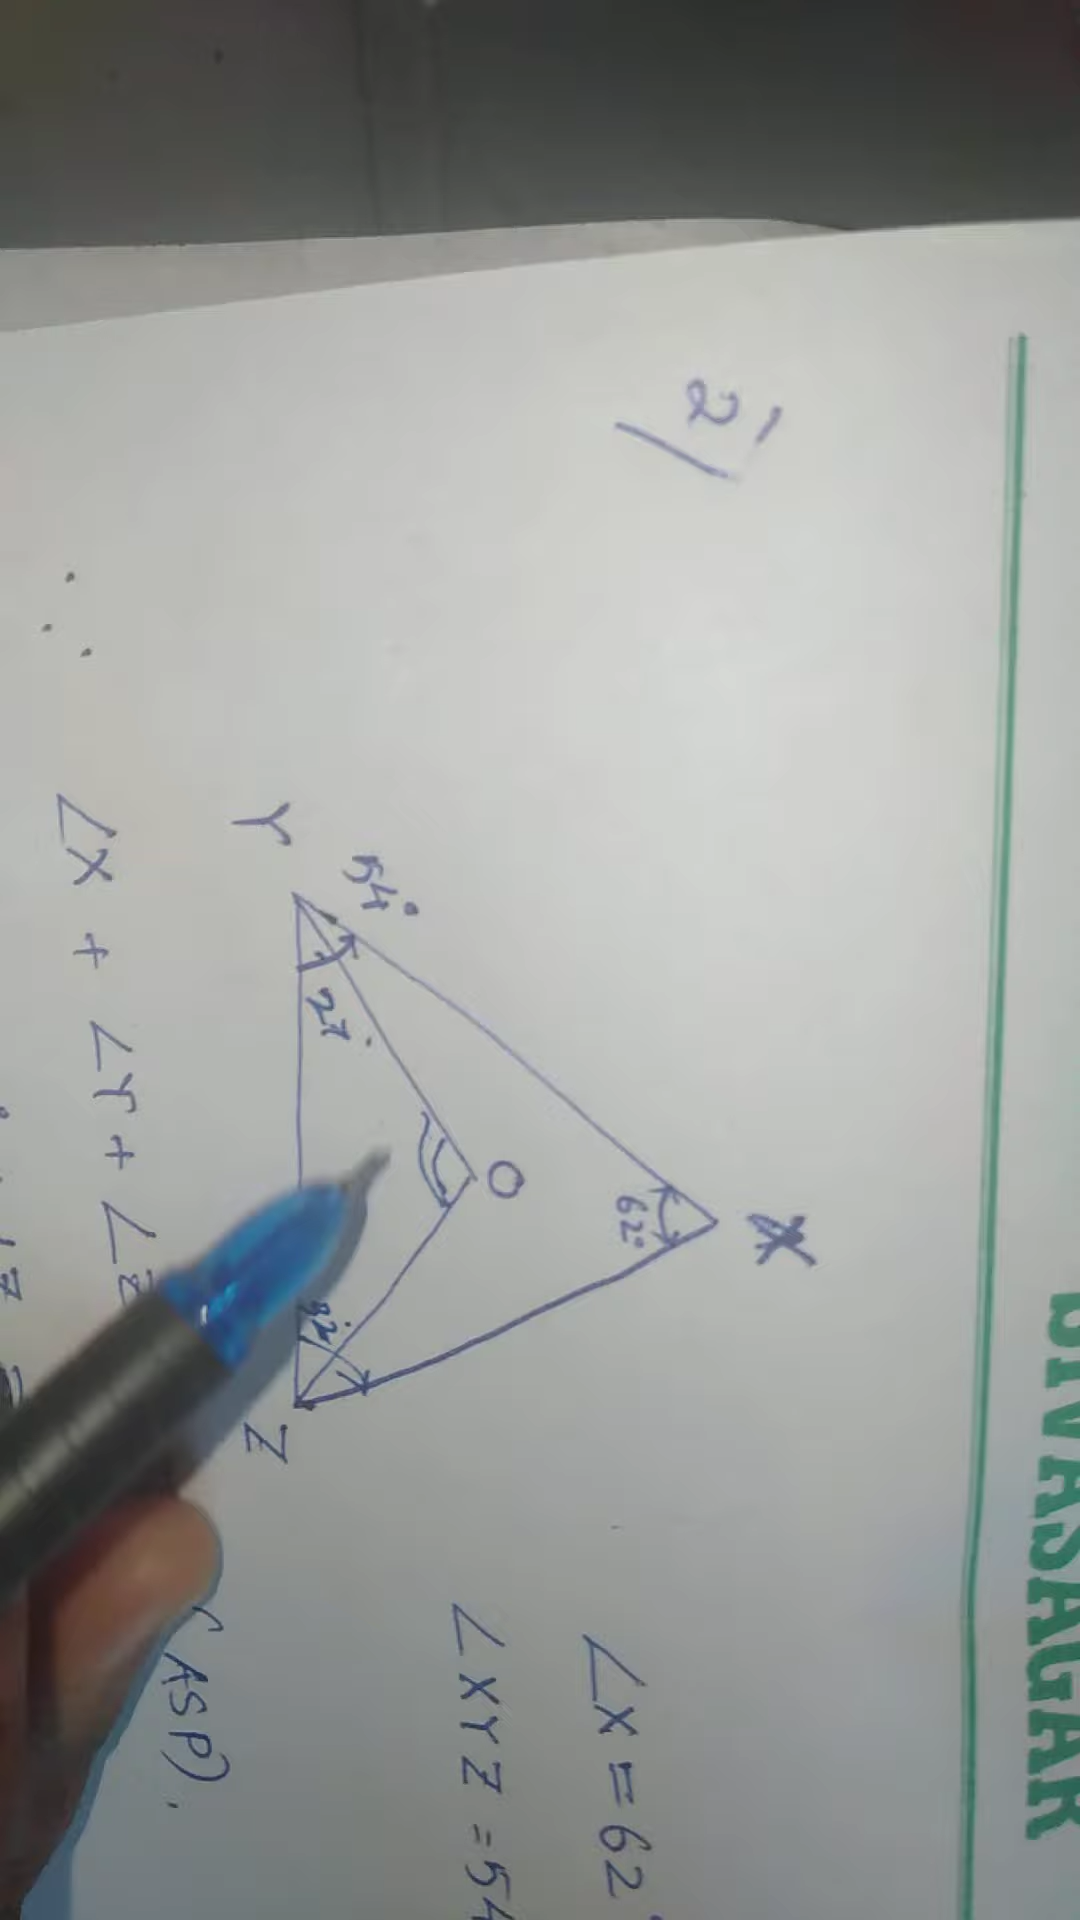 DIVASAGAR
2)
X
62°
∠X = 62°
O
54°
27°
32°
∠XYZ = 54
Y
Z
∠X + ∠Y + ∠Z
(ASP).